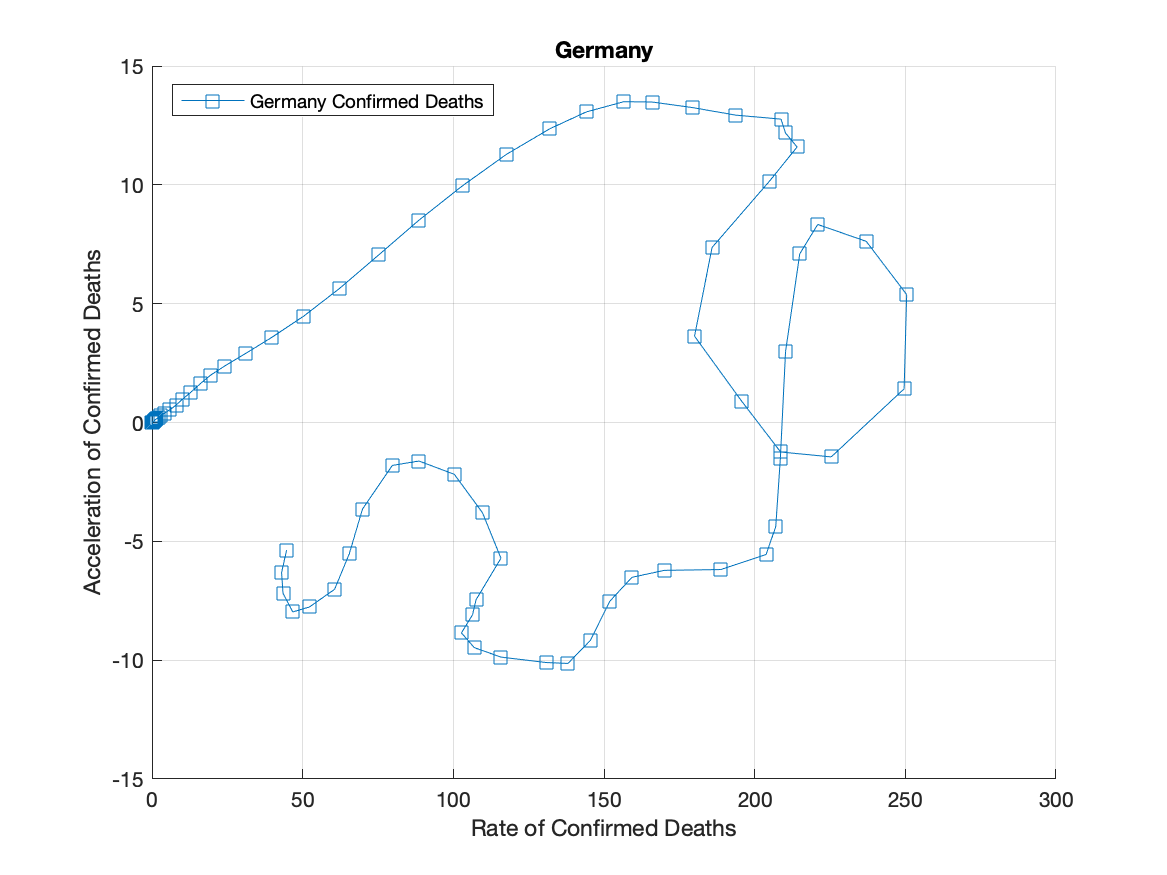 Germany
Germany Confirmed Deaths
15
10
5
0
-5
-10
-15
Acceleration of Confirmed Deaths
0 50 100 150 200 250 300
Rate of Confirmed Deaths